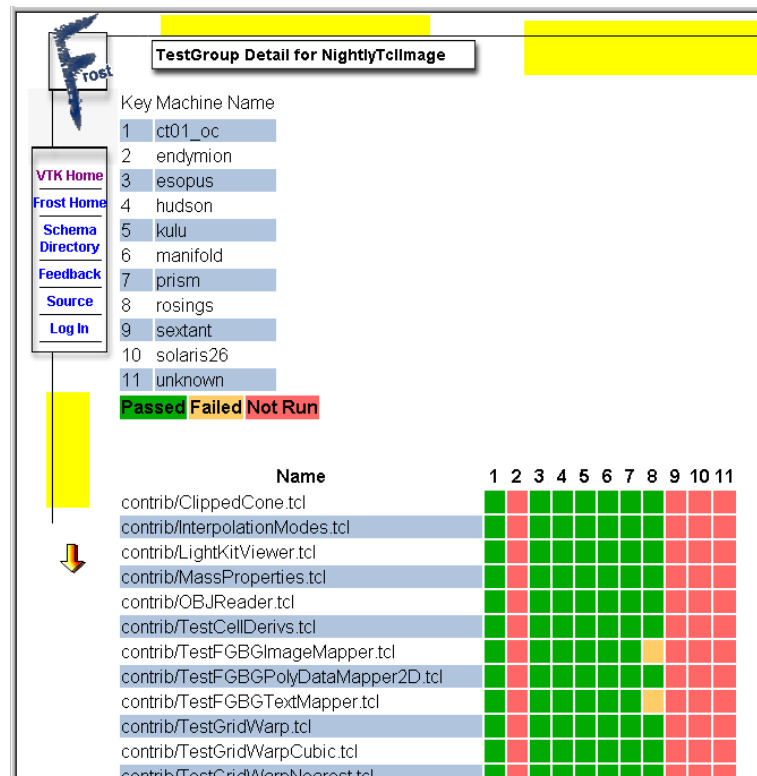 Frost
TestGroup Detail for NightlyTclImage
Key Machine Name
1 ct01_oc
2 endymion
3 esopus
4 hudson
5 kulu
6 manifold
7 prism
8 rosings
9 sextant
10 solaris26
11 unknown
Passed Failed Not Run
VTK Home
Frost Home
Schema
Directory
Feedback
Source
Log In
Name 1 2 3 4 5 6 7 8 9 10 11
contrib/ClippedCone.tcl
contrib/InterpolationModes.tcl
contrib/LightKitViewer.tcl
contrib/MassProperties.tcl
contrib/OBJReader.tcl
contrib/TestCellDerivs.tcl
contrib/TestFGBGImageMapper.tcl
contrib/TestFGBGPolyDataMapper2D.tcl
contrib/TestFGBGTextMapper.tcl
contrib/TestGridWarp.tcl
contrib/TestGridWarpCubic.tcl
contrib/TestGridWarpNearest.tcl